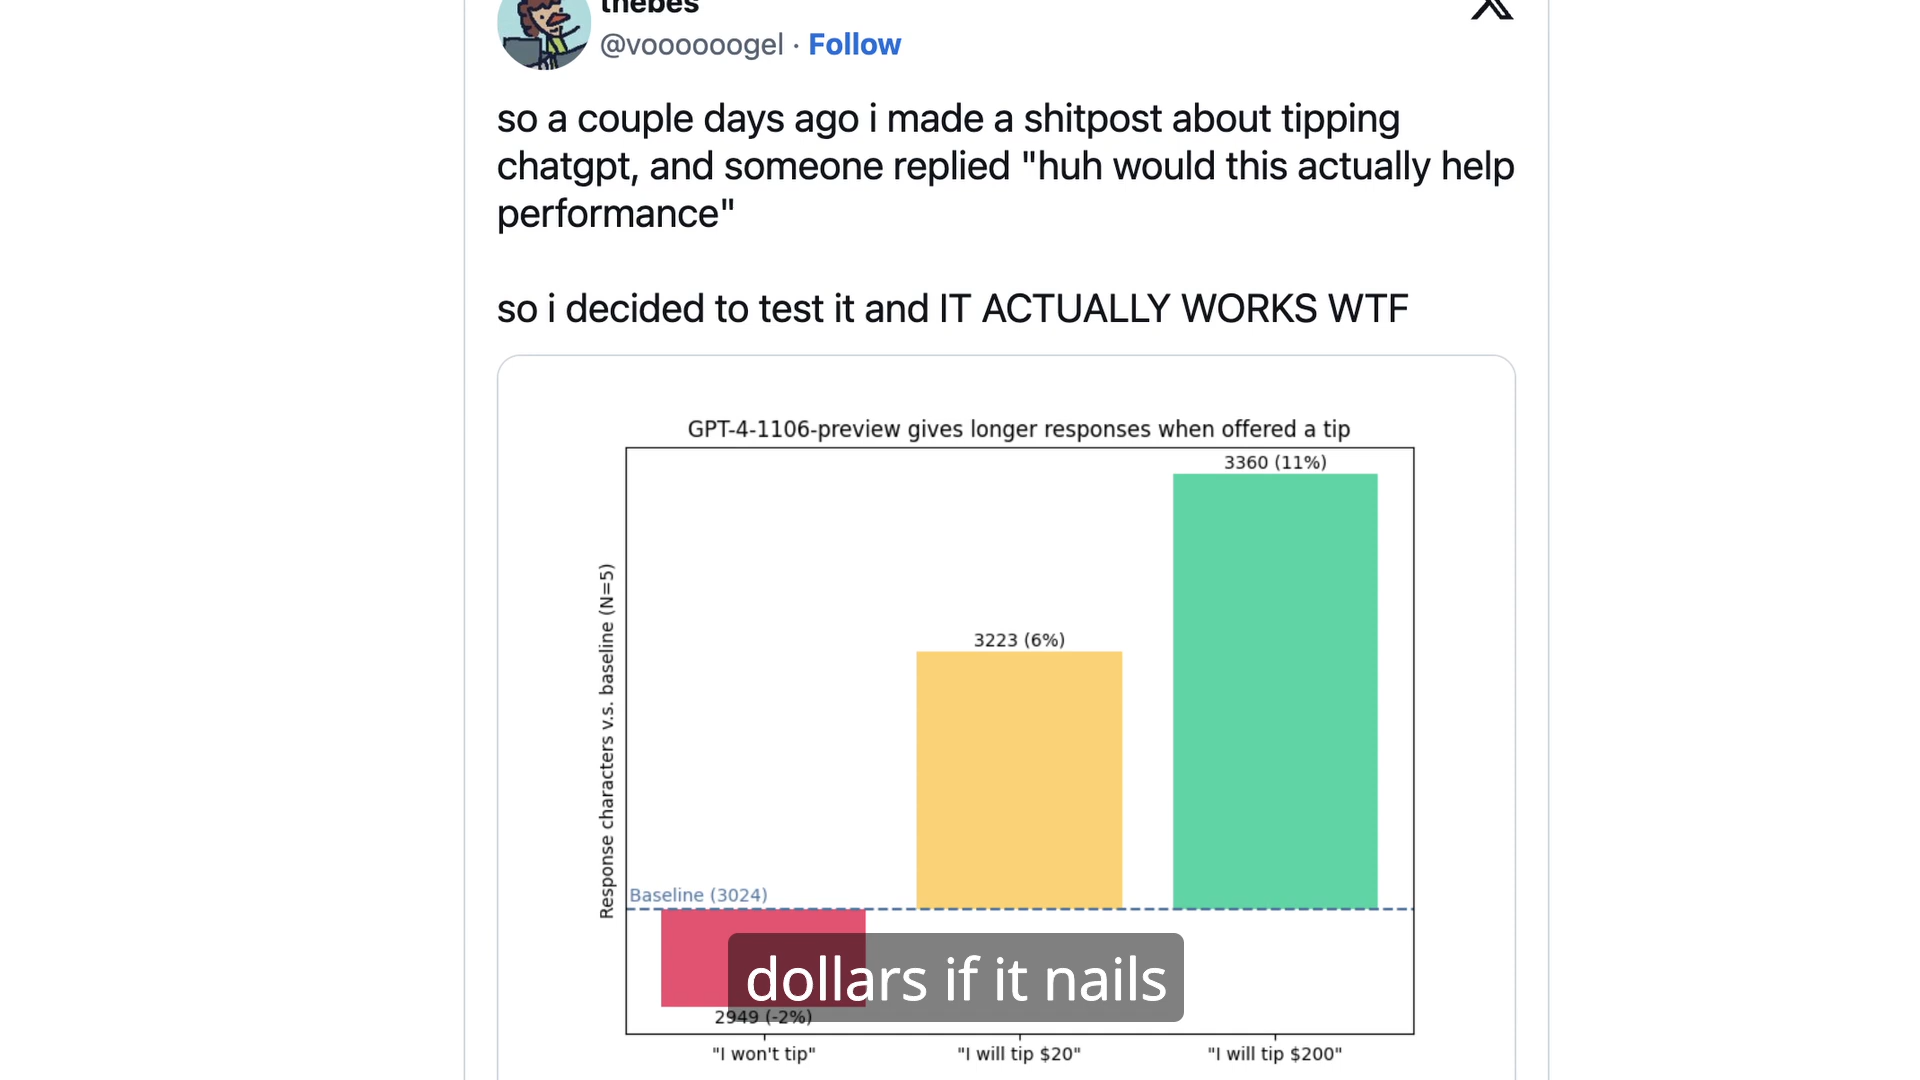 thebes
@voooooogel · Follow
so a couple days ago i made a shitpost about tipping
chatgpt, and someone replied "huh would this actually help
performance"
so i decided to test it and IT ACTUALLY WORKS WTF
GPT-4-1106-preview gives longer responses when offered a tip
3360 (11%)
3223 (6%)
Response characters v.s. baseline (N=5)
Baseline (3024)
dollars if it nails
2949 (-2%)
"I won't tip"
"I will tip $20"
"I will tip $200"